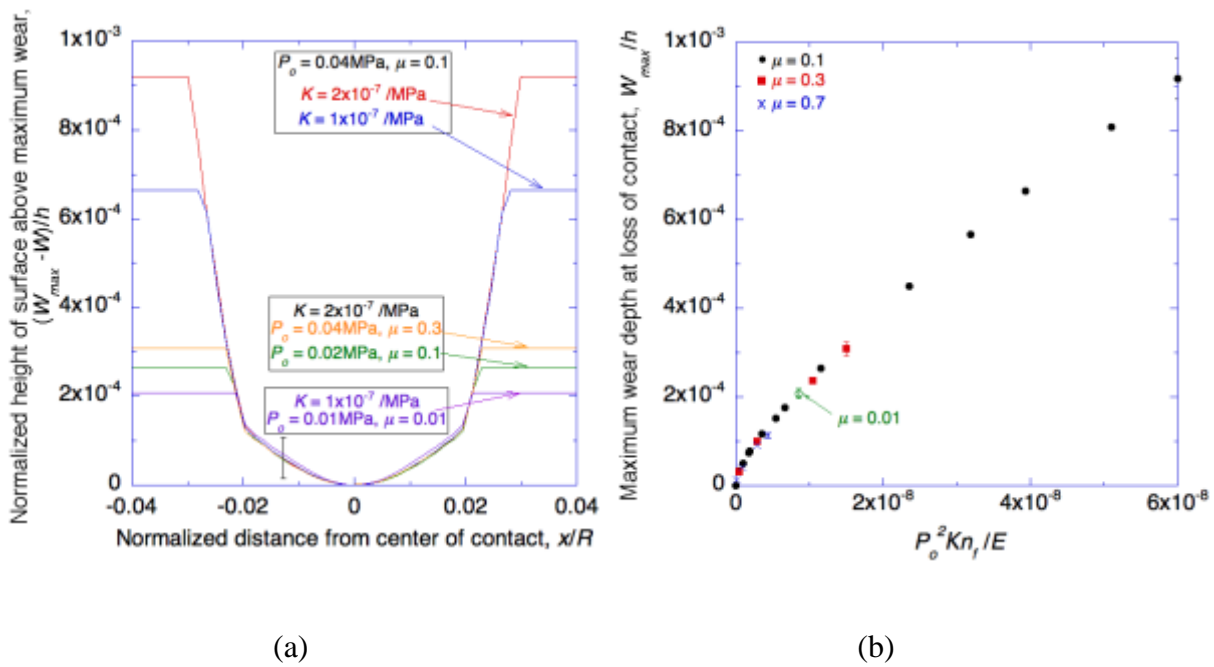 Normalized height of surface above maximum wear,
(W_max -W)/h
1x10⁻³
8x10⁻⁴
6x10⁻⁴
4x10⁻⁴
2x10⁻⁴
0
-0.04 -0.02 0 0.02 0.04
Normalized distance from center of contact, x/R
P_o = 0.04MPa, μ = 0.1
K = 2x10⁻⁷ /MPa
K = 1x10⁻⁷ /MPa
K = 2x10⁻⁷ /MPa
P_o = 0.04MPa, μ = 0.3
P_o = 0.02MPa, μ = 0.1
K = 1x10⁻⁷ /MPa
P_o = 0.01MPa, μ = 0.01
(a)
Maximum wear depth at loss of contact, W_max/h
1x10⁻³
8x10⁻⁴
6x10⁻⁴
4x10⁻⁴
2x10⁻⁴
0
0 2x10⁻⁸ 4x10⁻⁸ 6x10⁻⁸
P_o²Kn_f/E
μ = 0.1
μ = 0.3
μ = 0.7
μ = 0.01
(b)